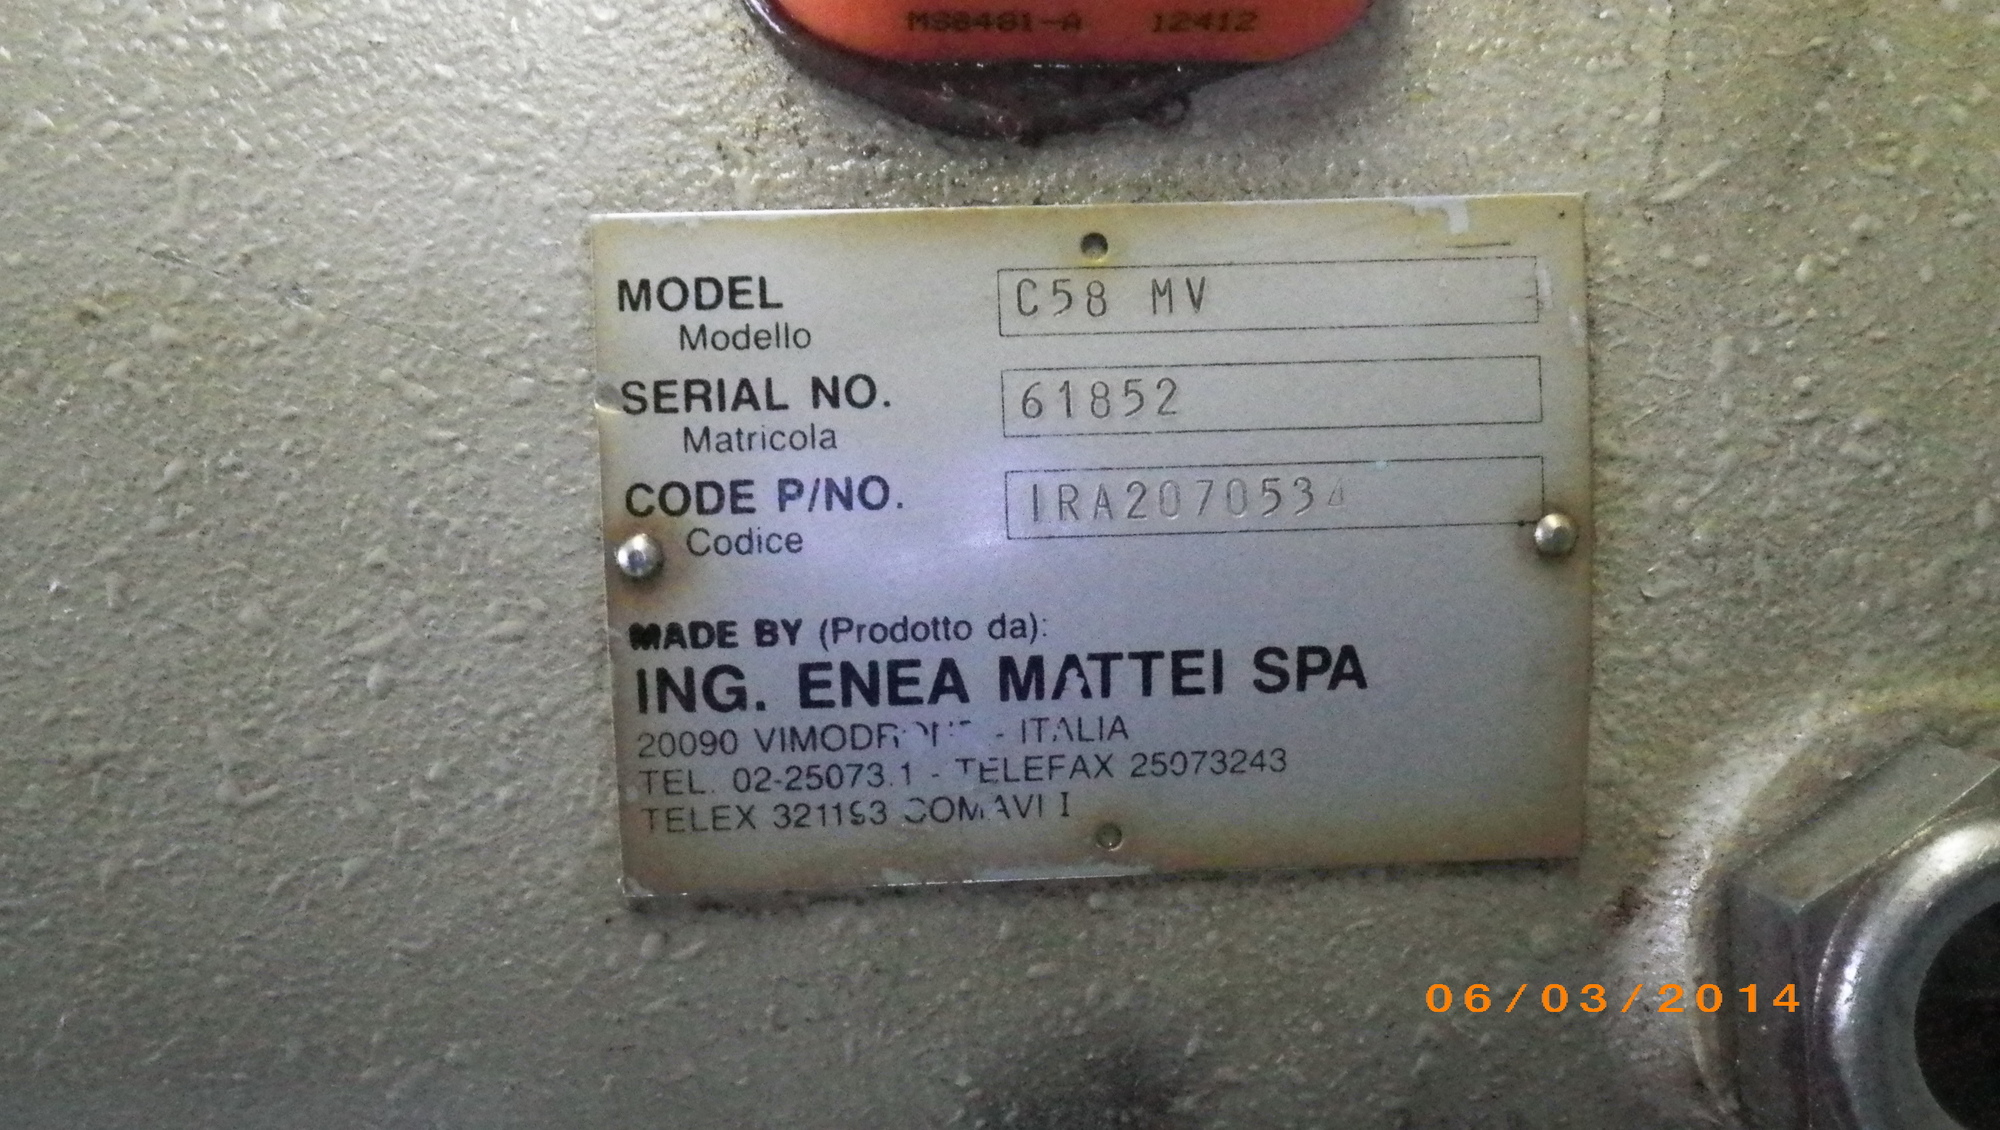 MS8461-A 12412
MODEL C58 MV
Modello
SERIAL NO. 61852
Matricola
CODE P/NO. IRA2070534
Codice
MADE BY (Prodotto da):
ING. ENEA MATTEI SPA
20090 - ITALIA
TEL. 02-25073.1 - TELEFAX 25073243
TELEX
06/03/2014